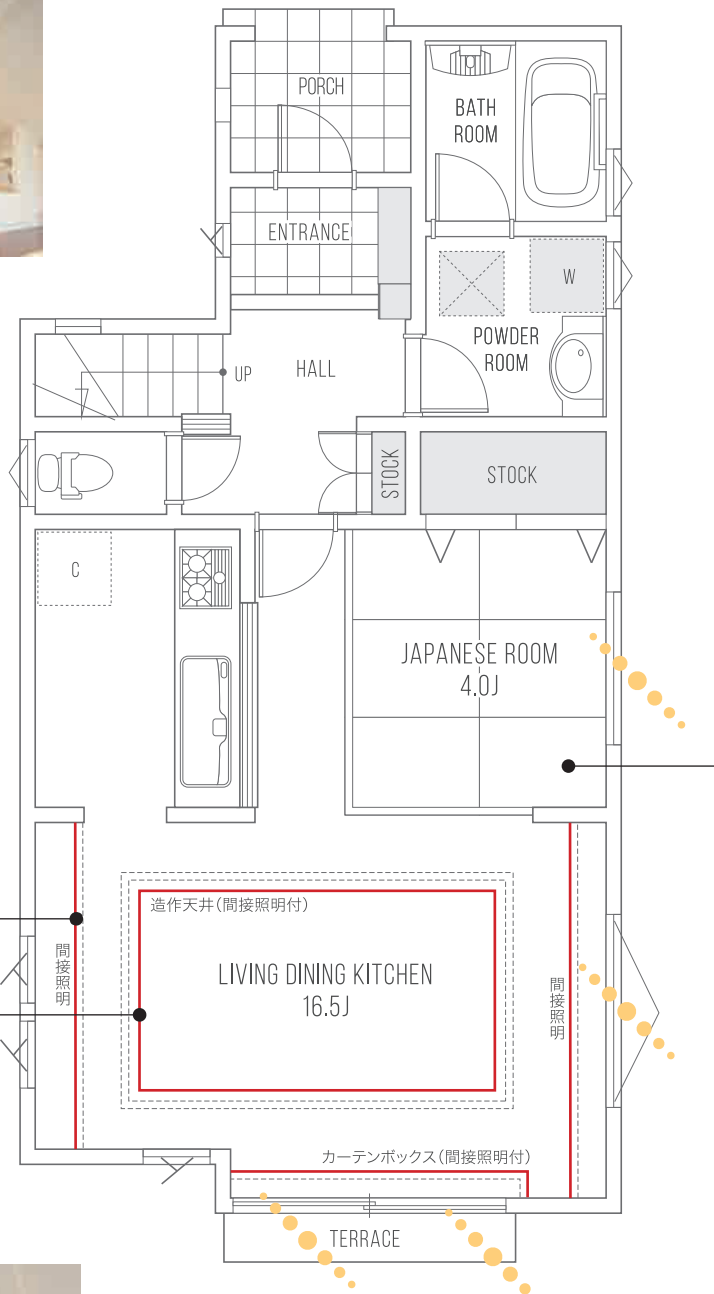 PORCH
BATH
ROOM
ENTRANCE
W
POWDER
ROOM
UP
HALL
STOCK
STOCK
C
JAPANESE ROOM
4.0J
造作天井(間接照明付)
間接照明
LIVING DINING KITCHEN
16.5J
間接照明
カーテンボックス(間接照明付)
TERRACE